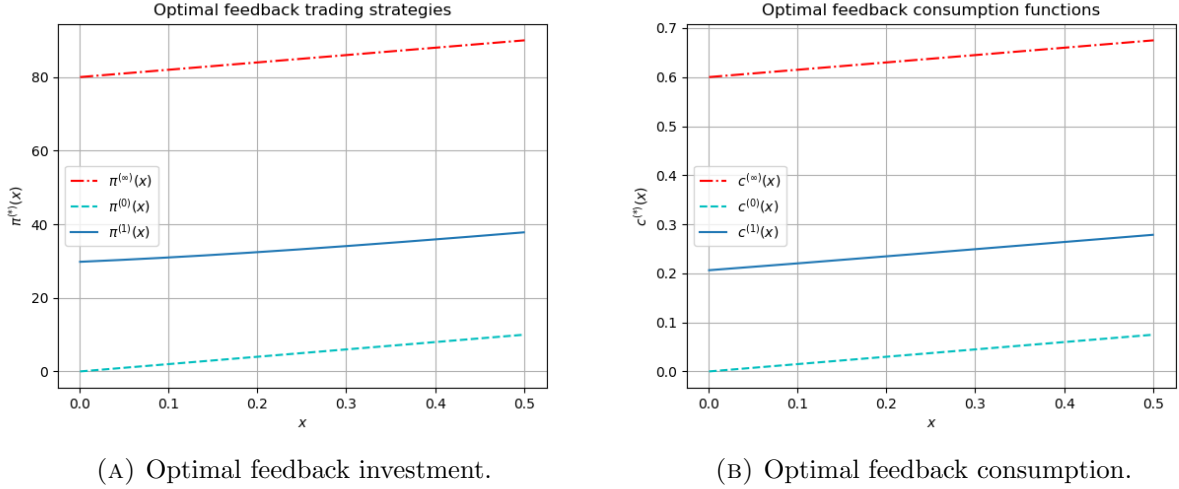 Optimal feedback trading strategies
80
60
40
20
0
π^(*)(x)
π^(∞)(x)
π^(0)(x)
π^(1)(x)
0.0 0.1 0.2 0.3 0.4 0.5
x
(A) Optimal feedback investment.
Optimal feedback consumption functions
0.7
0.6
0.5
0.4
0.3
0.2
0.1
0.0
c^(*)(x)
c^(∞)(x)
c^(0)(x)
c^(1)(x)
0.0 0.1 0.2 0.3 0.4 0.5
x
(B) Optimal feedback consumption.